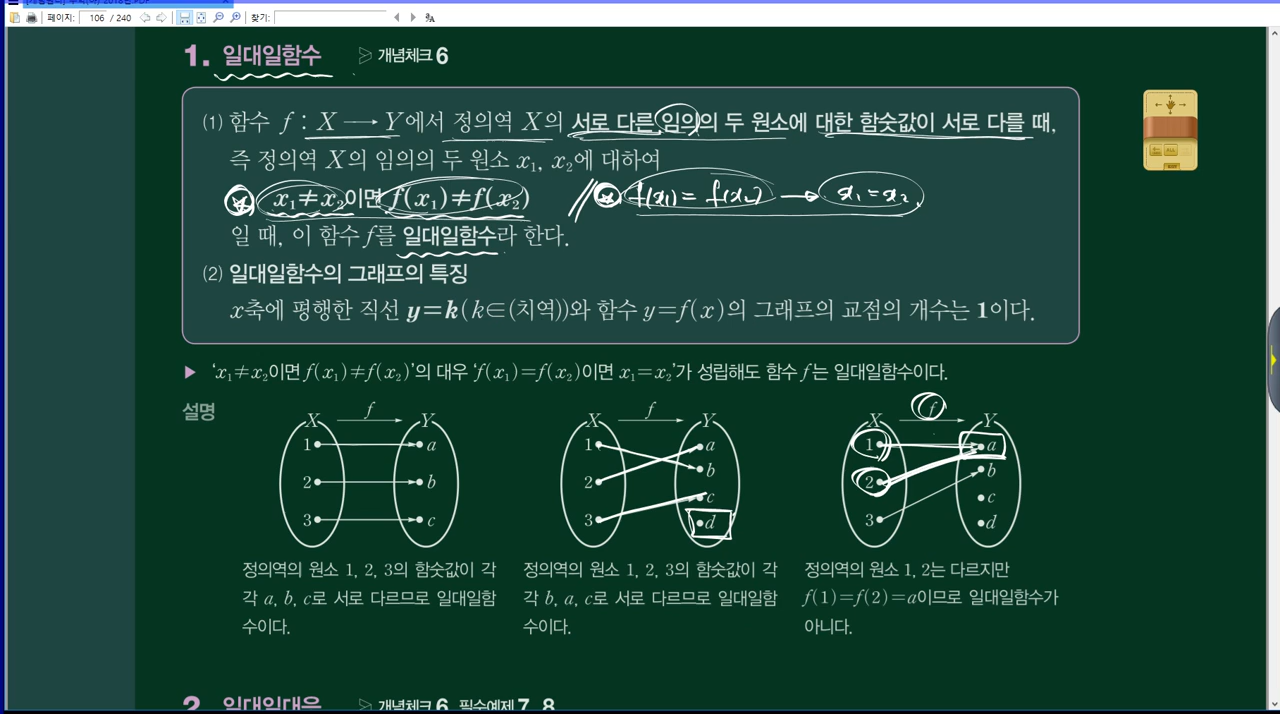 페이지: 106 / 240 찾기:
1. 일대일함수 ▷ 개념체크 6
(1) 함수 f : X → Y에서 정의역 X의 서로 다른 임의의 두 원소에 대한 함숫값이 서로 다를 때,
즉 정의역 X의 임의의 두 원소 x₁, x₂에 대하여
x₁≠x₂이면 f(x₁)≠f(x₂) // f(x₁) = f(x₂) → x₁ = x₂
일 때, 이 함수 f를 일대일함수라 한다.
(2) 일대일함수의 그래프의 특징
x축에 평행한 직선 y=k(k∈(치역))와 함수 y=f(x)의 그래프의 교점의 개수는 1이다.
▶ ‘x₁≠x₂이면 f(x₁)≠f(x₂)’의 대우 ‘f(x₁)=f(x₂)이면 x₁=x₂’가 성립해도 함수 f는 일대일함수이다.
설명
X f Y
1 a
2 b
3 c
정의역의 원소 1, 2, 3의 함숫값이 각
각 a, b, c로 서로 다르므로 일대일함
수이다.
X f Y
1 a
b
2
c
3 d
정의역의 원소 1, 2, 3의 함숫값이 각
각 b, a, c로 서로 다르므로 일대일함
수이다.
X f Y
1 a
b
2
c
3 d
정의역의 원소 1, 2는 다르지만
f(1)=f(2)=a이므로 일대일함수가
아니다.
2. 일대일대응 ▷ 개념체크 6, 필수예제 7, 8